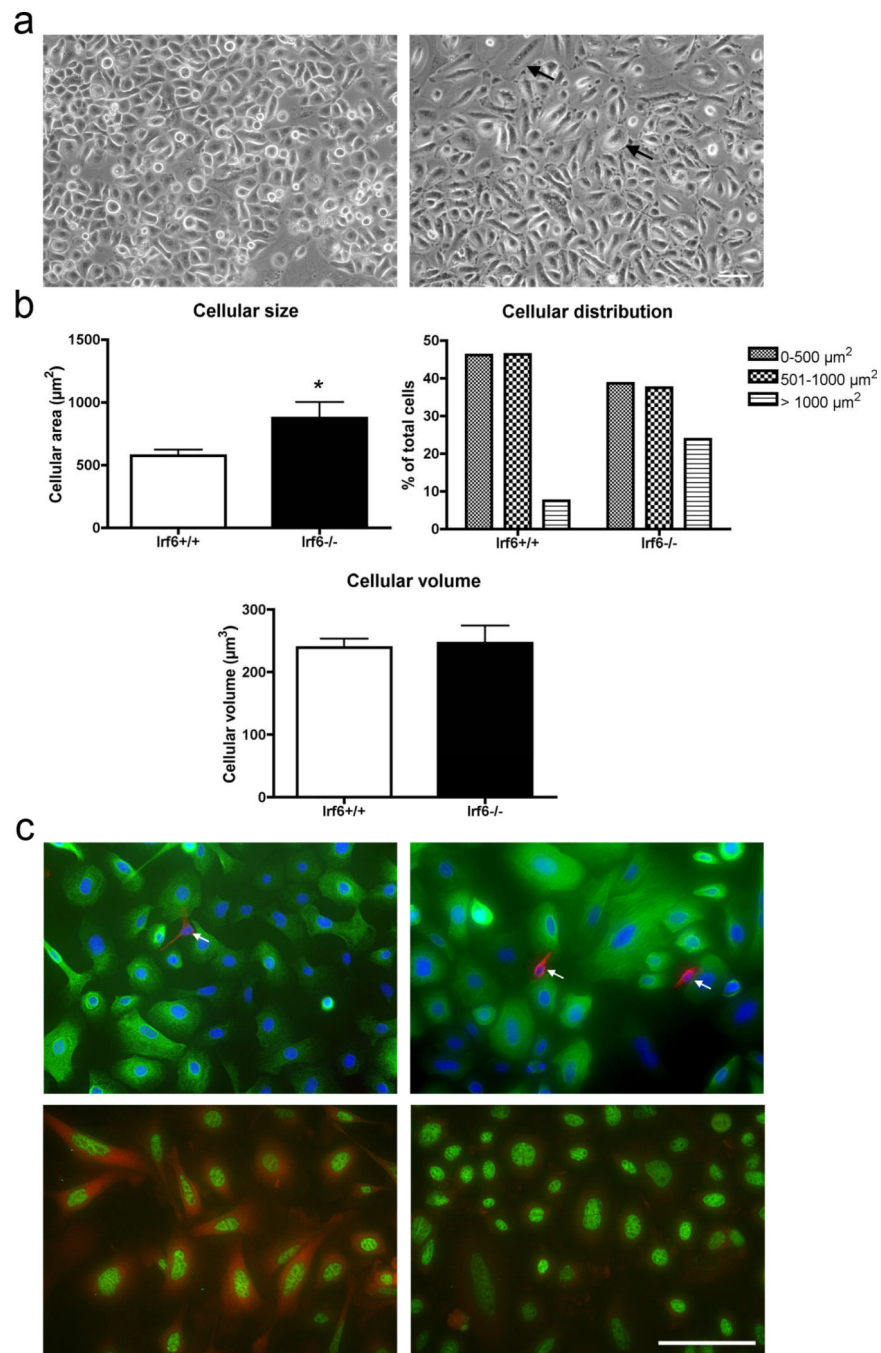 a
b
Cellular size
Cellular area (µm²)
1500
1000
500
0
*
Irf6+/+
Irf6-/-
Cellular distribution
% of total cells
50
40
30
20
10
0
Irf6+/+
Irf6-/-
0-500 µm²
501-1000 µm²
> 1000 µm²
Cellular volume
Cellular volume (µm³)
300
200
100
0
Irf6+/+
Irf6-/-
c